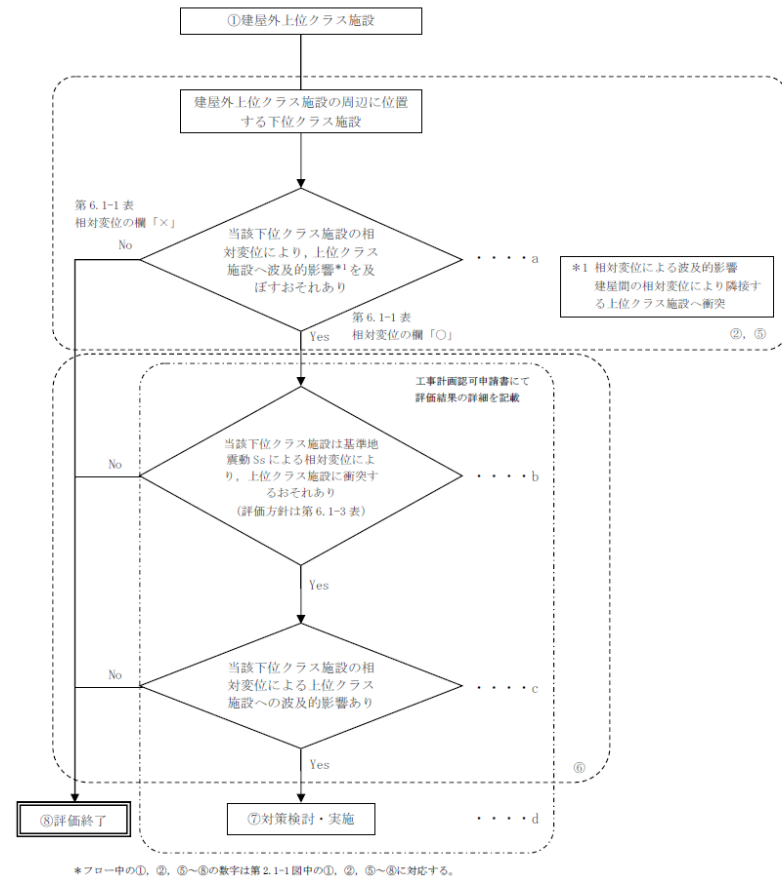 ①建屋外上位クラス施設
建屋外上位クラス施設の周辺に位置
する下位クラス施設
第 6.1-1 表
相対変位の欄「×」
No
当該下位クラス施設の相
対変位により, 上位クラス
施設へ波及的影響*1を及
ぼすおそれあり
・・・・a
*1 相対変位による波及的影響
建屋間の相対変位により隣接す
る上位クラス施設へ衝突
Yes
第 6.1-1 表
相対変位の欄「○」
②, ⑤
工事計画認可申請書にて
評価結果の詳細を記載
No
当該下位クラス施設は基準地
震動 Ss による相対変位によ
り, 上位クラス施設に衝突す
るおそれあり
(評価方針は第 6.1-3 表)
・・・・b
Yes
No
当該下位クラス施設の相
対変位による上位クラス
施設への波及的影響あり
・・・・c
Yes
⑥
⑧評価終了
⑦対策検討・実施
・・・・d
*フロー中の①, ②, ⑤~⑧の数字は第 2.1-1 図中の①, ②, ⑤~⑧に対応する。